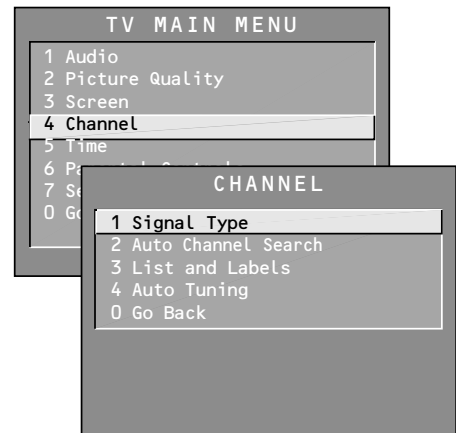 TV MAIN MENU
1 Audio
2 Picture Quality
3 Screen
4 Channel
5 Time
6
7
0
CHANNEL
1 Signal Type
2 Auto Channel Search
3 List and Labels
4 Auto Tuning
0 Go Back